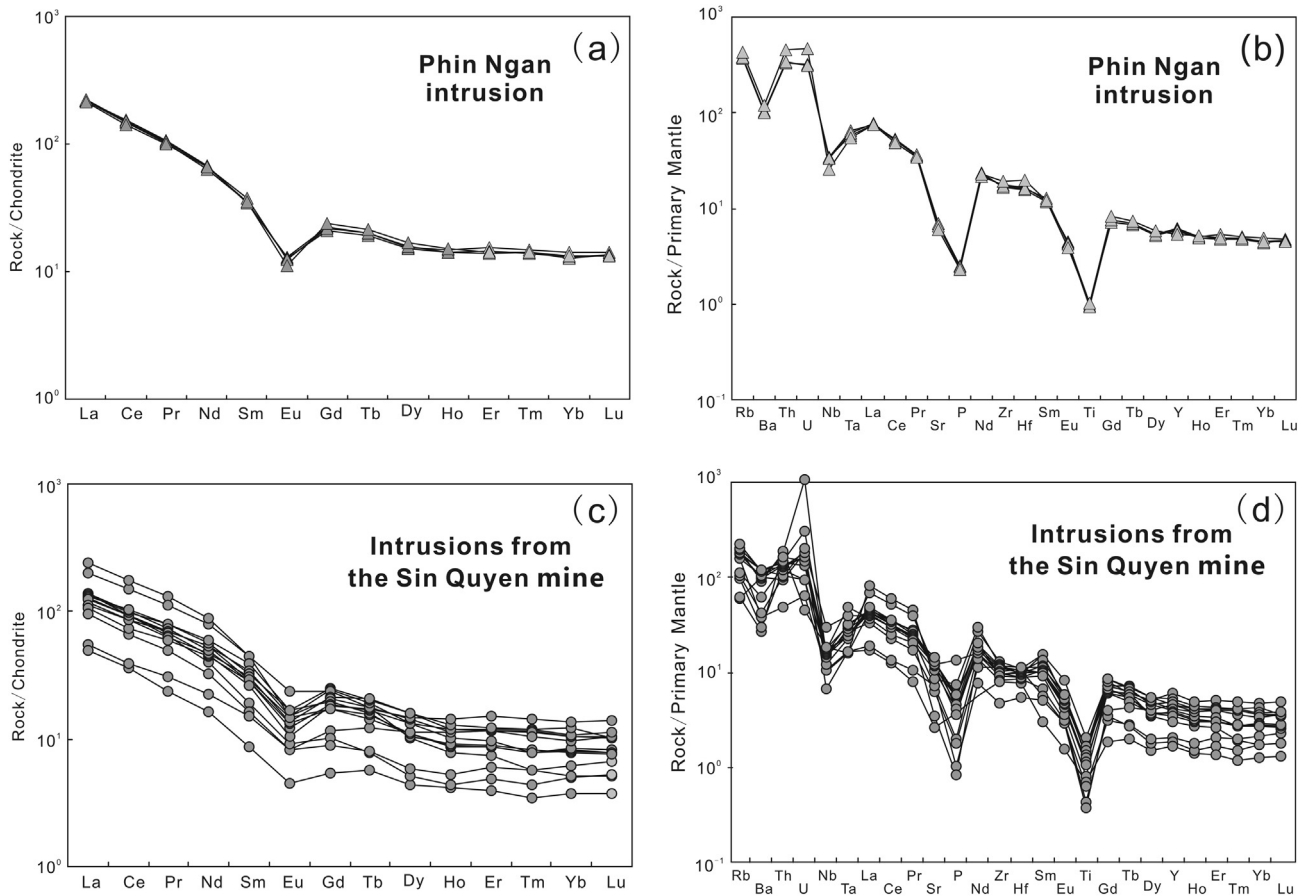 (a)
Phin Ngan
intrusion
Rock/Chondrite
10³
10²
10¹
10⁰
La Ce Pr Nd Sm Eu Gd Tb Dy Ho Er Tm Yb Lu
(b)
Phin Ngan
intrusion
Rock/Primary Mantle
10³
10²
10¹
10⁰
10⁻¹
Rb Th Nb La Pr P Zr Sm Ti Tb Y Er Yb
Ba U Ta Ce Sr Nd Hf Eu Gd Dy Ho Tm Lu
(c)
Intrusions from
the Sin Quyen mine
Rock/Chondrite
10³
10²
10¹
10⁰
La Ce Pr Nd Sm Eu Gd Tb Dy Ho Er Tm Yb Lu
(d)
Intrusions from
the Sin Quyen mine
Rock/Primary Mantle
10³
10²
10¹
10⁰
10⁻¹
Rb Th Nb La Pr P Zr Sm Ti Tb Y Er Yb
Ba U Ta Ce Sr Nd Hf Eu Gd Dy Ho Tm Lu